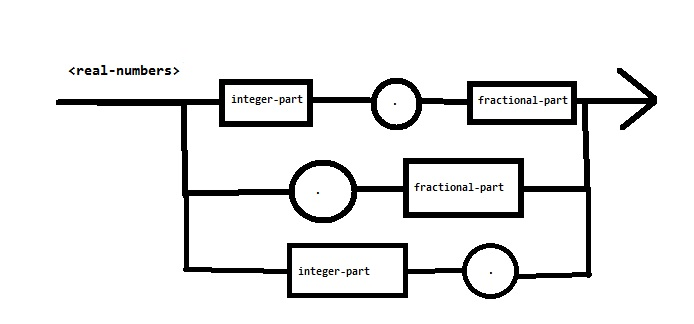 <real-numbers>
integer-part . fractional-part
. fractional-part
integer-part .